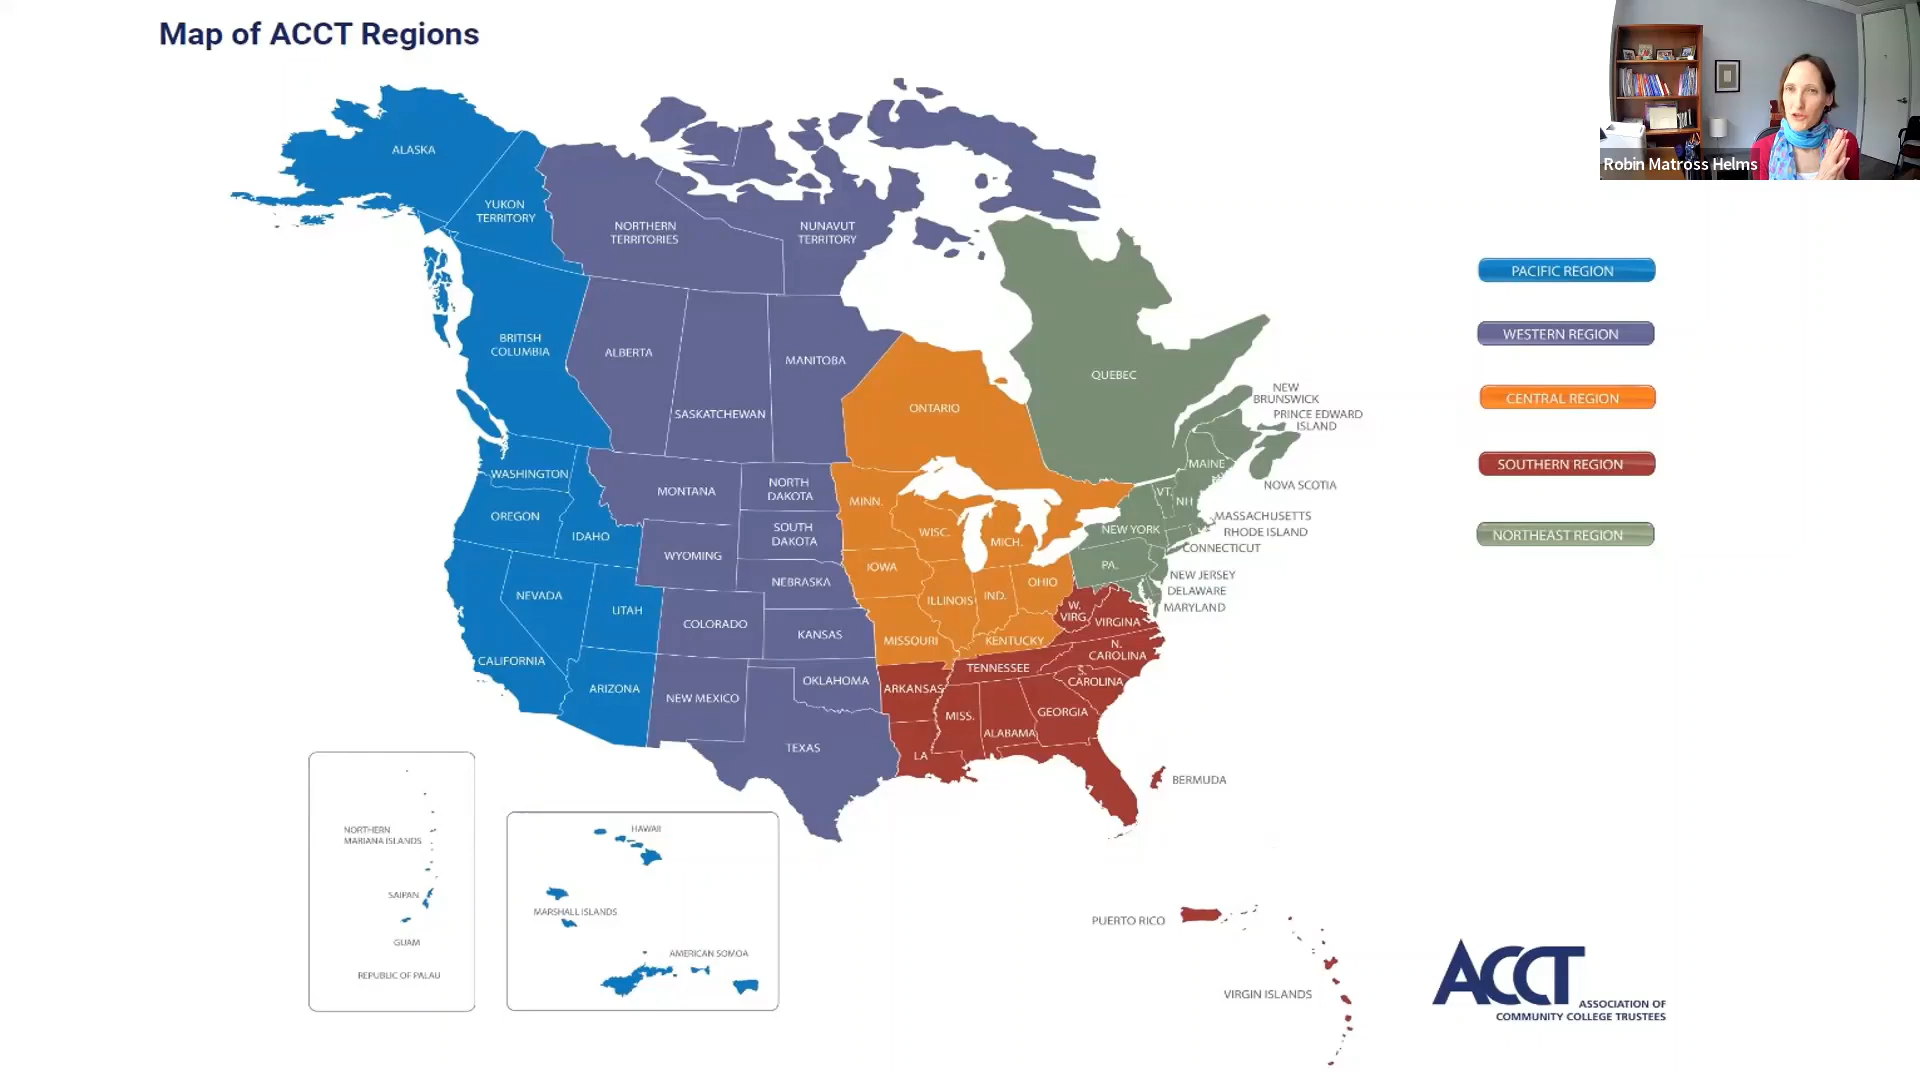 Map of ACCT Regions
Robin Matross Helms
ALASKA
YUKON
TERRITORY
NORTHERN
TERRITORIES
NUNAVUT
TERRITORY
BRITISH
COLUMBIA
ALBERTA
SASKATCHEWAN
MANITOBA
ONTARIO
QUEBEC
NEW
BRUNSWICK
PRINCE EDWARD
ISLAND
NOVA SCOTIA
MAINE
VT.
NH
MASSACHUSETTS
RHODE ISLAND
CONNECTICUT
NEW YORK
PA.
NEW JERSEY
DELAWARE
MARYLAND
WASHINGTON
OREGON
IDAHO
MONTANA
NORTH
DAKOTA
SOUTH
DAKOTA
WYOMING
NEBRASKA
MINN.
WISC.
MICH.
IOWA
ILLINOIS
IND.
OHIO
NEVADA
UTAH
COLORADO
KANSAS
MISSOURI
KENTUCKY
W.
VIRG.
VIRGINA
N.
CAROLINA
TENNESSEE
S.
CAROLINA
CALIFORNIA
ARIZONA
NEW MEXICO
OKLAHOMA
ARKANSAS
MISS.
ALABAMA
GEORGIA
TEXAS
LA
BERMUDA
PUERTO RICO
VIRGIN ISLANDS
NORTHERN
MARIANA ISLANDS
SAIPAN
GUAM
REPUBLIC OF PALAU
HAWAII
MARSHALL ISLANDS
AMERICAN SOMOA
PACIFIC REGION
WESTERN REGION
CENTRAL REGION
SOUTHERN REGION
NORTHEAST REGION
ACCT
ASSOCIATION OF
COMMUNITY COLLEGE TRUSTEES